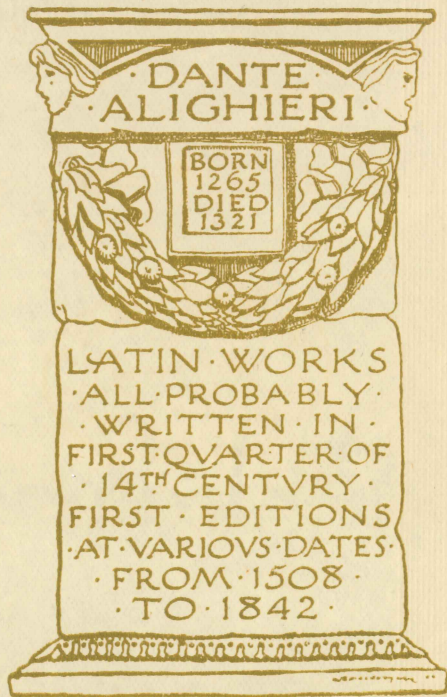 ·DANTE·
·ALIGHIERI·
BORN
1265
DIED
1321
LATIN·WORKS
·ALL·PROBABLY·
·WRITTEN·IN·
FIRST·QVARTER·OF
·14TH CENTVRY·
FIRST·EDITIONS
·AT·VARIOVS·DATES·
·FROM·1508·
·TO·1842·